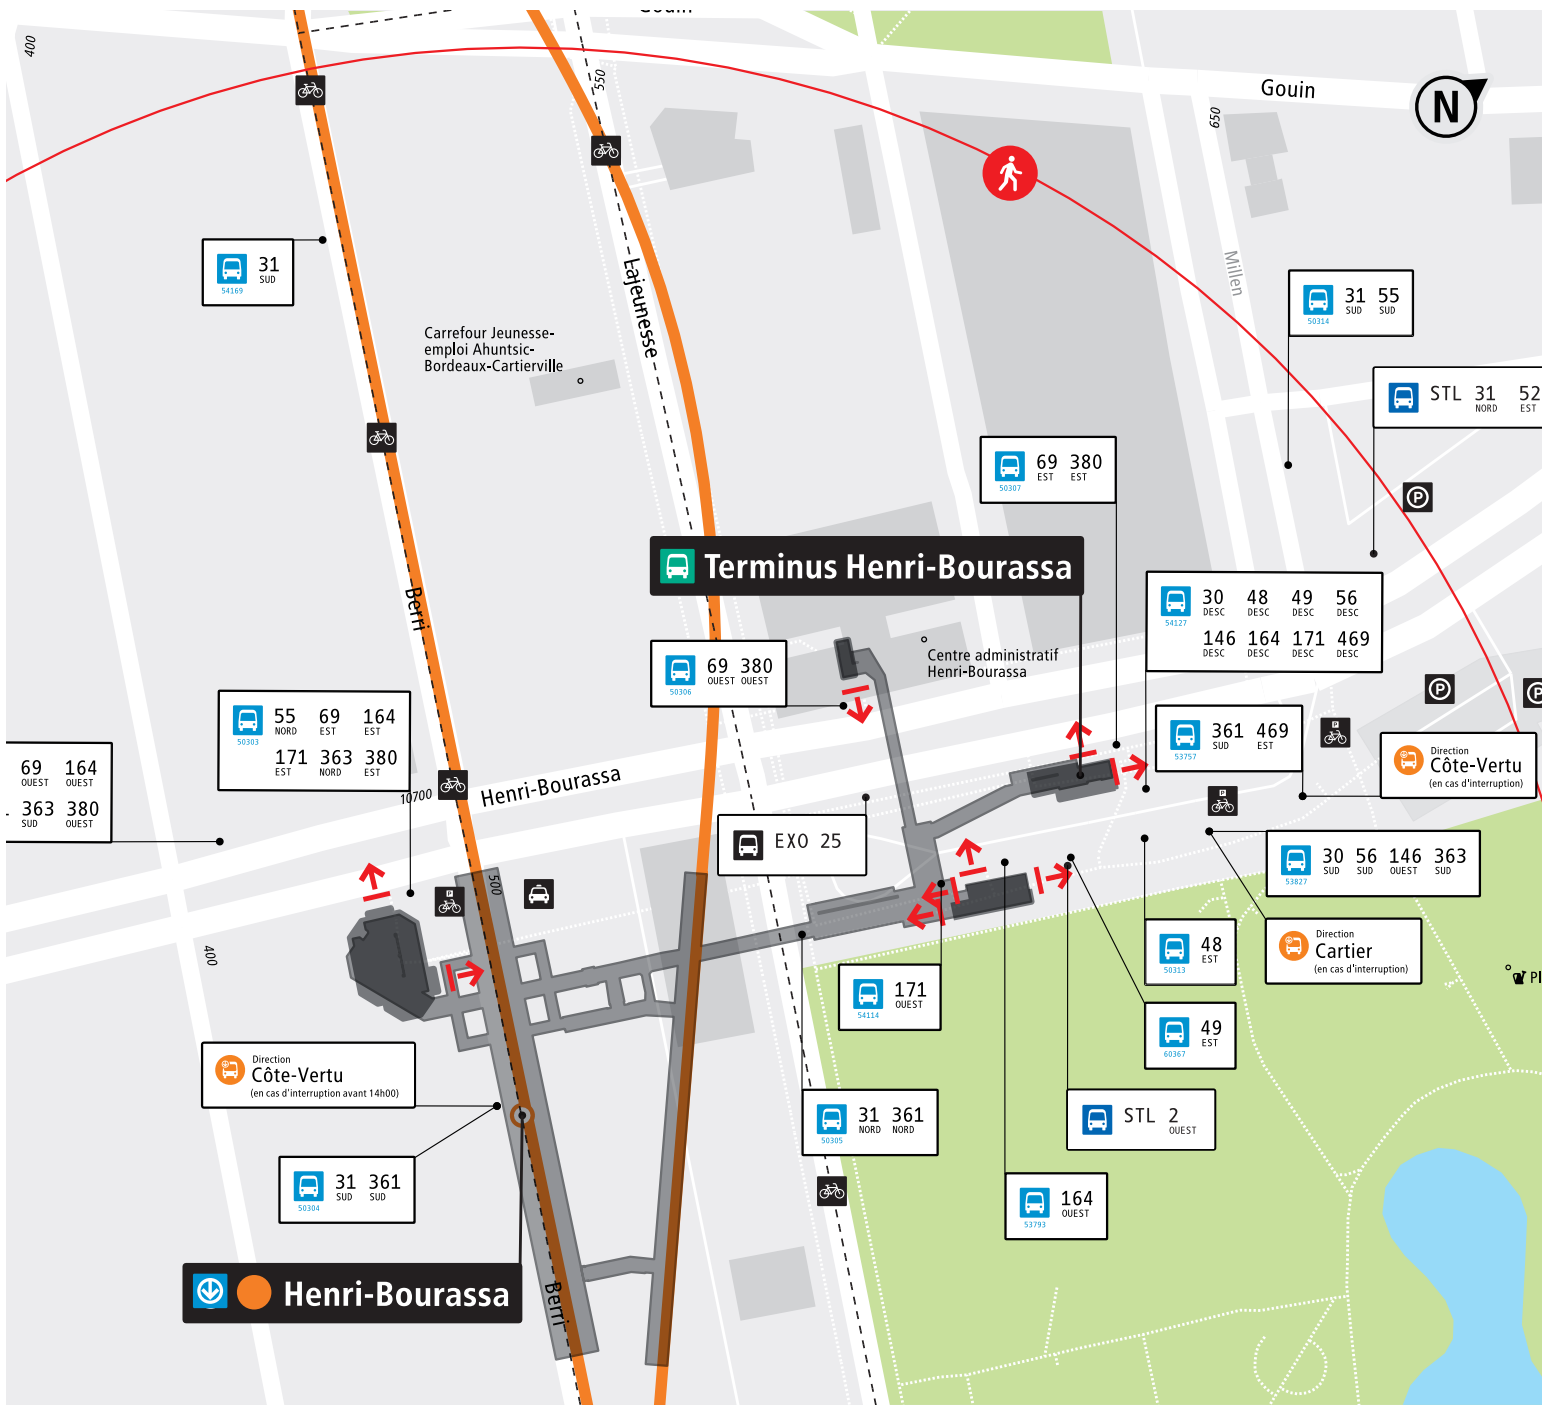 Gouin
400
550
Gouin
N
650
31
SUD
54169
Lajeunesse
Millen
31 55
SUD SUD
50314
Carrefour Jeunesse-
emploi Ahuntsic-
Bordeaux-Cartierville
STL 31 52
NORD EST
69 380
EST EST
50307
P
Terminus Henri-Bourassa
Berri
30 48 49 56
DESC DESC DESC DESC
54127
146 164 171 469
DESC DESC DESC DESC
69 380
OUEST OUEST
50306
Centre administratif
Henri-Bourassa
P
P
55 69 164
NORD EST EST
50303
171 363 380
EST NORD EST
361 469
SUD EST
53757
P
Direction
Côte-Vertu
(en cas d'interruption)
69 164
OUEST OUEST
363 380
SUD OUEST
10700
Henri-Bourassa
P
EXO 25
30 56 146 363
SUD SUD OUEST SUD
53827
500
P
400
48
EST
50313
Direction
Cartier
(en cas d'interruption)
171
OUEST
54114
Pl
49
EST
60367
Direction
Côte-Vertu
(en cas d'interruption avant 14h00)
31 361
NORD NORD
50305
STL 2
OUEST
31 361
SUD SUD
50304
164
OUEST
53793
Henri-Bourassa
Berri